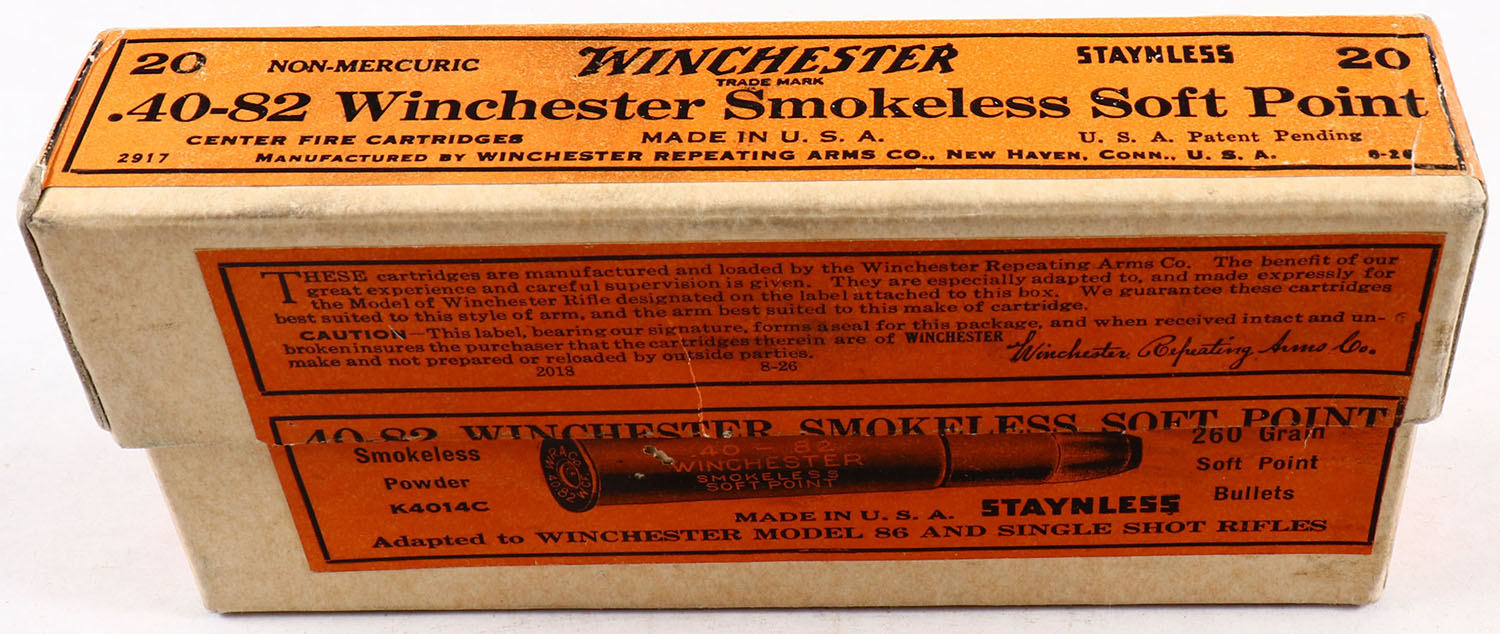 20 NON-MERCURIC WINCHESTER STAYNLESS 20
TRADE MARK
.40-82 Winchester Smokeless Soft Point
CENTER FIRE CARTRIDGES MADE IN U. S. A. U. S. A. Patent Pending
2917 MANUFACTURED BY WINCHESTER REPEATING ARMS CO., NEW HAVEN, CONN., U. S. A. 8-26
THESE cartridges are manufactured and loaded by the Winchester Repeating Arms Co. The benefit of our
great experience and careful supervision is given. They are especially adapted to, and made expressly for
the Model of Winchester Rifle designated on the label attached to this box. We guarantee these cartridges
best suited to this style of arm, and the arm best suited to this make of cartridge.
CAUTION—This label, bearing our signature, forms a seal for this package, and when received intact and un-
broken insures the purchaser that the cartridges therein are of WINCHESTER
make and not prepared or reloaded by outside parties.
Winchester Repeating Arms Co.
2018 8-26
40-82 WINCHESTER SMOKELESS SOFT POINT
Smokeless
Powder
K4014C
W.R.A.Co.
40-82
W.C.F.
.40-82
WINCHESTER
SMOKELESS
SOFT POINT
260 Grain
Soft Point
Bullets
MADE IN U. S. A. STAYNLESS
Adapted to WINCHESTER MODEL 86 AND SINGLE SHOT RIFLES